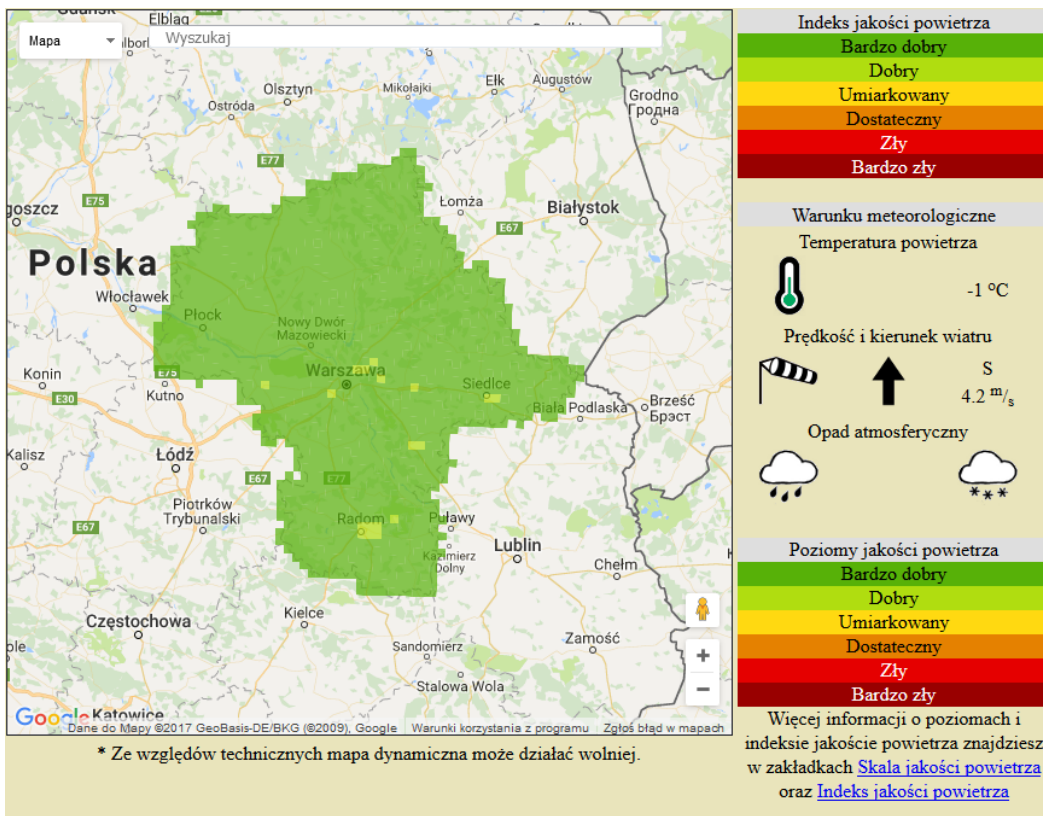 Gdańsk
Elbląg
Mapa
Malbork
Wyszukaj
Olsztyn
Mikołajki
Ełk
Augustów
Grodno
Гродна
Ostróda
E77
E75
goszcz
Łomża
Białystok
E67
Polska
Włocławek
Płock
Nowy Dwór
Mazowiecki
Warszawa
Siedlce
Konin
E75
E30
Kutno
Biała Podlaska
Brześć
Брэст
Kalisz
Łódź
E67
E77
Piotrków
Trybunalski
E67
Radom
Puławy
Kazimierz
Dolny
Lublin
Chełm
Kielce
Częstochowa
Zamość
ole
Sandomierz
Stalowa Wola
+
−
Google
Katowice
Dane do Mapy ©2017 GeoBasis-DE/BKG (©2009), Google Warunki korzystania z programu Zgłoś błąd w mapach
* Ze względów technicznych mapa dynamiczna może działać wolniej.
Indeks jakości powietrza
Bardzo dobry
Dobry
Umiarkowany
Dostateczny
Zły
Bardzo zły
Warunku meteorologiczne
Temperatura powietrza
-1 °C
Prędkość i kierunek wiatru
S
4.2 m/s
Opad atmosferyczny
Poziomy jakości powietrza
Bardzo dobry
Dobry
Umiarkowany
Dostateczny
Zły
Bardzo zły
Więcej informacji o poziomach i
indeksie jakoście powietrza znajdziesz
w zakładkach Skala jakości powietrza
oraz Indeks jakości powietrza